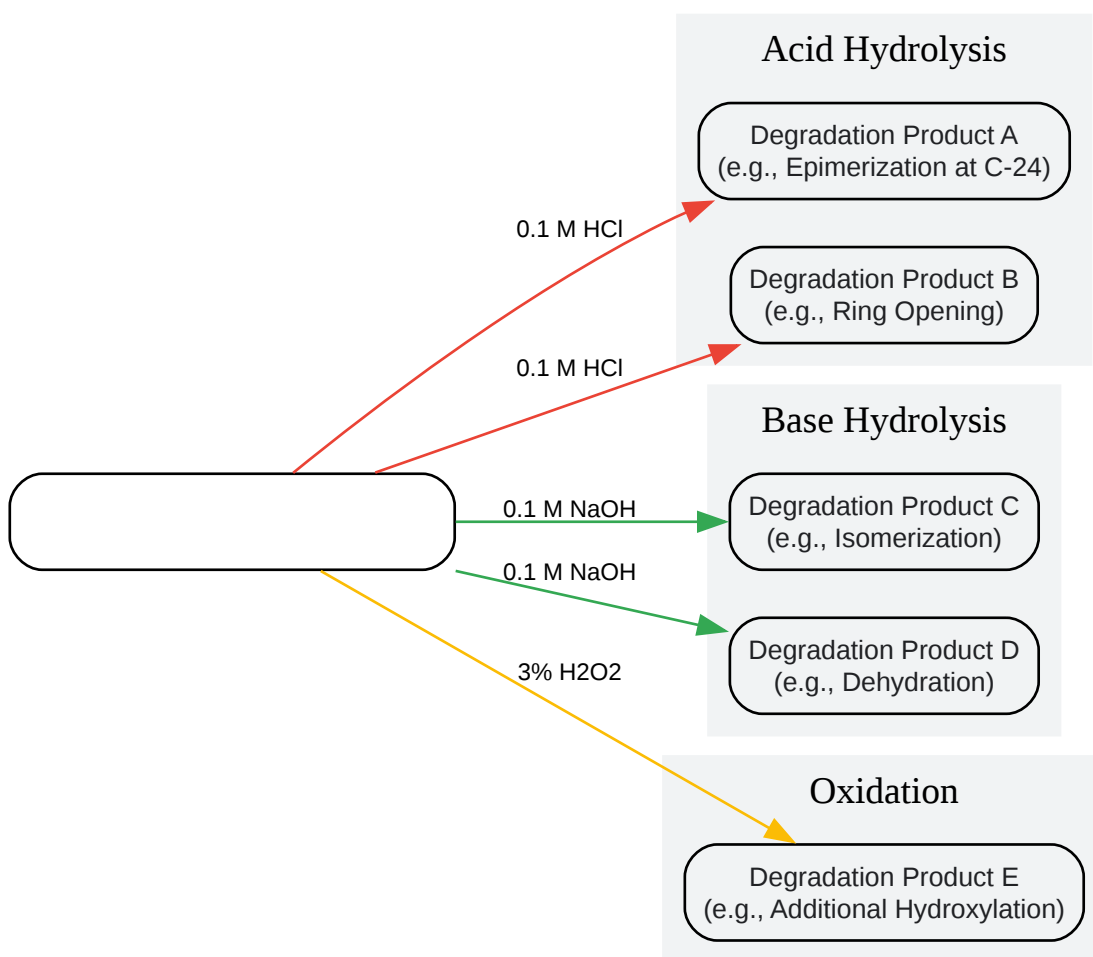 Acid Hydrolysis
Degradation Product A
(e.g., Epimerization at C-24)
0.1 M HCl
Degradation Product B
(e.g., Ring Opening)
0.1 M HCl
Base Hydrolysis
Degradation Product C
(e.g., Isomerization)
0.1 M NaOH
0.1 M NaOH
Degradation Product D
(e.g., Dehydration)
3% H2O2
Oxidation
Degradation Product E
(e.g., Additional Hydroxylation)